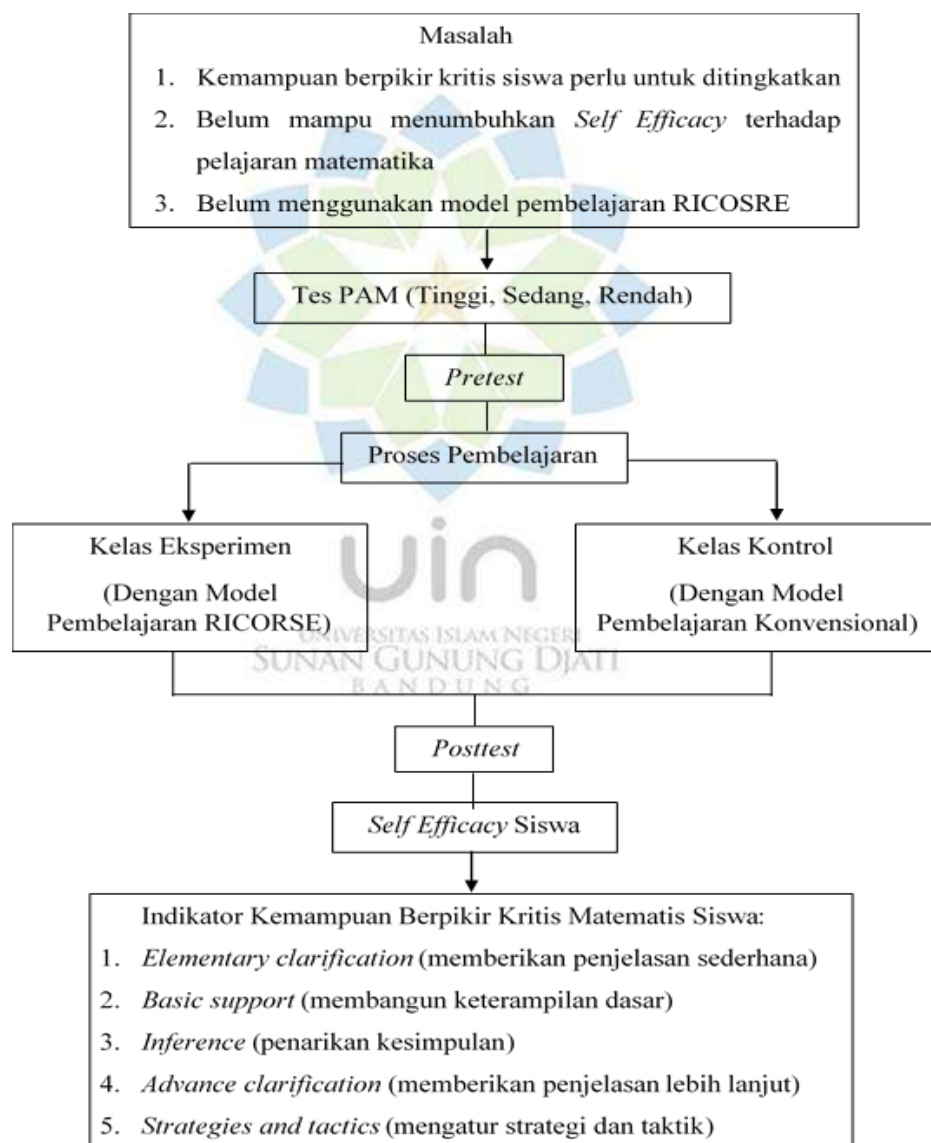 Masalah
1. Kemampuan berpikir kritis siswa perlu untuk ditingkatkan
2. Belum mampu menumbuhkan Self Efficacy terhadap
pelajaran matematika
3. Belum menggunakan model pembelajaran RICOSRE
Tes PAM (Tinggi, Sedang, Rendah)
Pretest
Proses Pembelajaran
Kelas Eksperimen
(Dengan Model
Pembelajaran RICORSE)
Kelas Kontrol
(Dengan Model
Pembelajaran Konvensional)
uin
UNIVERSITAS ISLAM NEGERI
SUNAN GUNUNG DJATI
BANDUNG
Posttest
Self Efficacy Siswa
Indikator Kemampuan Berpikir Kritis Matematis Siswa:
1. Elementary clarification (memberikan penjelasan sederhana)
2. Basic support (membangun keterampilan dasar)
3. Inference (penarikan kesimpulan)
4. Advance clarification (memberikan penjelasan lebih lanjut)
5. Strategies and tactics (mengatur strategi dan taktik)